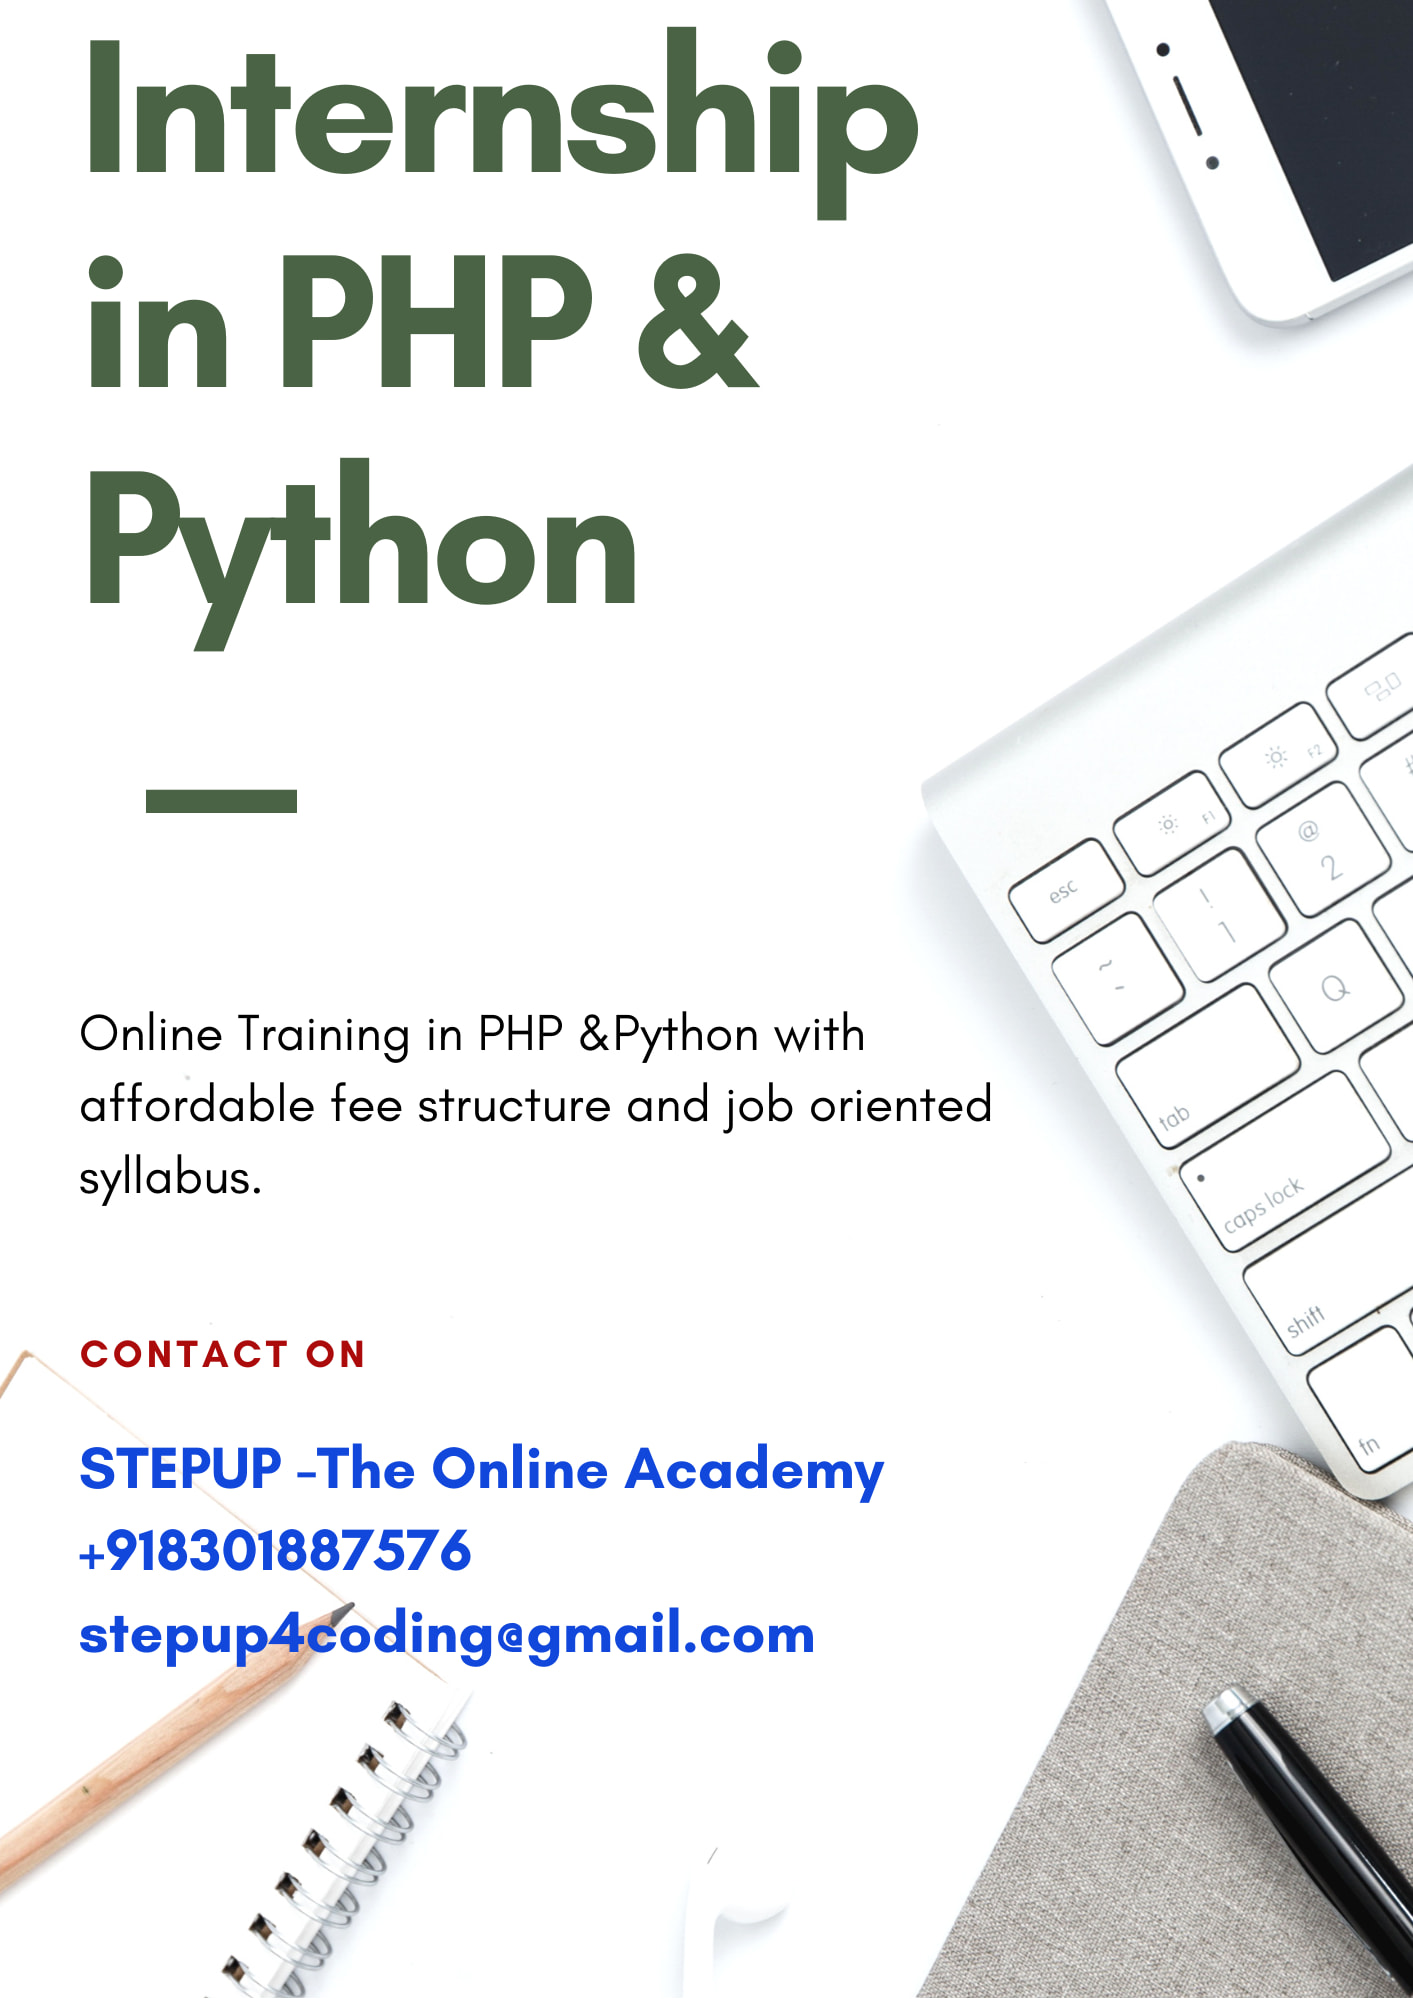 Internship
in PHP &
Python
Online Training in PHP &Python with
affordable fee structure and job oriented
syllabus.
CONTACT ON
STEPUP -The Online Academy
+918301887576
stepup4coding@gmail.com
esc
F1
F2
~
!
1
@
2
#
Q
tab
caps lock
shift
fn